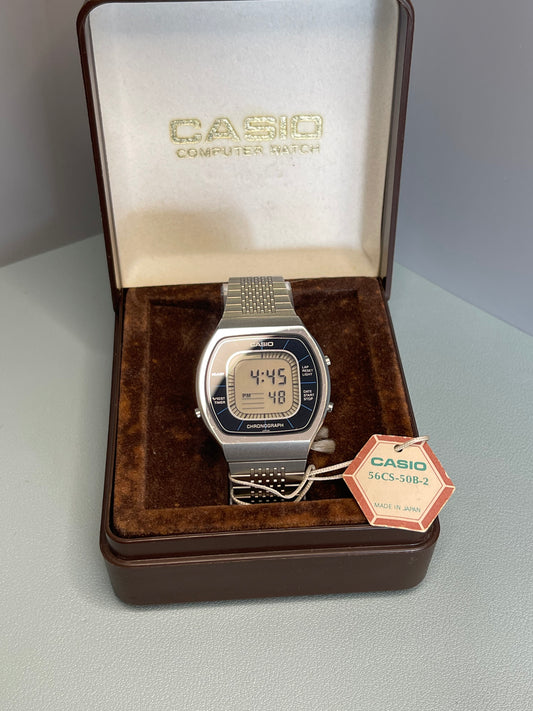 CASIO
COMPUTER WATCH
CASIO
LAP
RESET
LIGHT
4:45
PM 48
TIMER
DATE
START
STOP
CHRONOGRAPH
CASIO
56CS-50B-2
MADE IN JAPAN